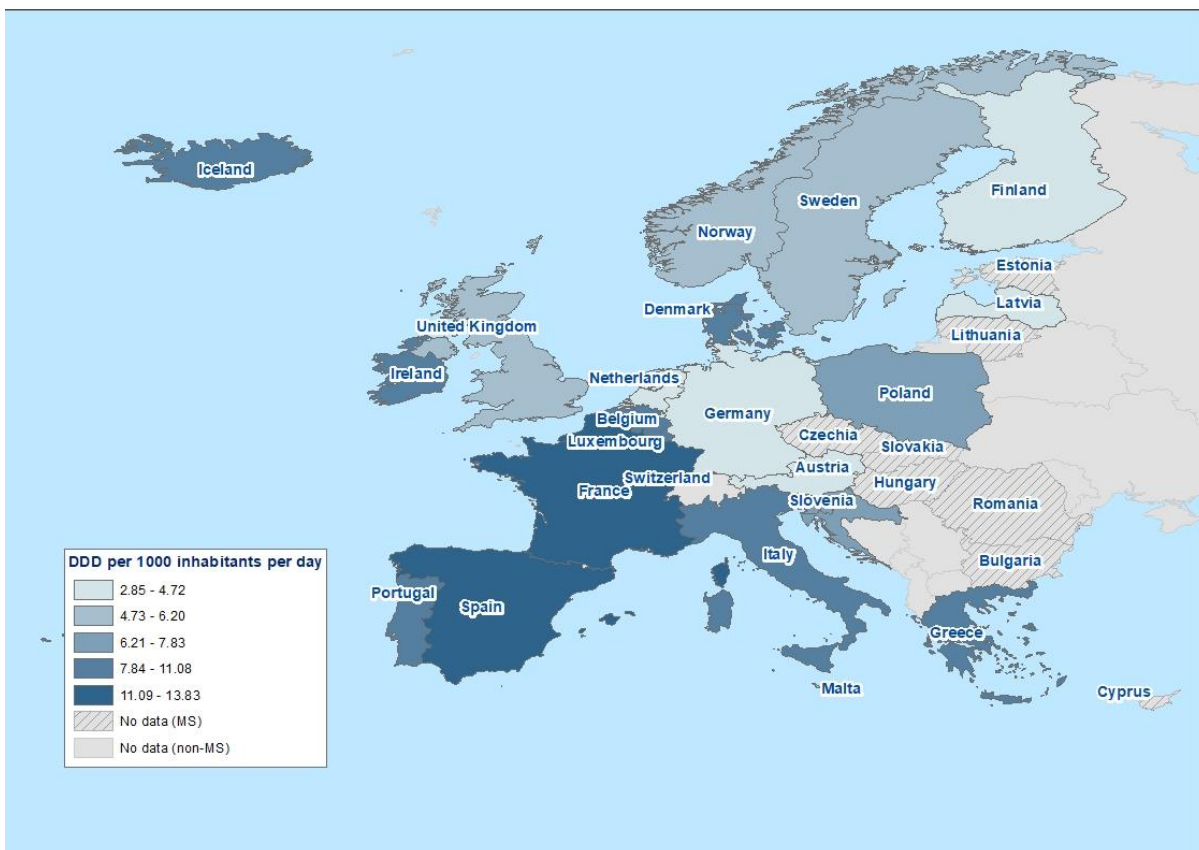 Iceland
Finland
Sweden
Norway
Estonia
Denmark
Latvia
United Kingdom
Lithuania
Ireland
Netherlands
Poland
Germany
Belgium
Czechia
Luxembourg
Slovakia
Austria
Switzerland
Hungary
France
Slovenia
Romania
Italy
Bulgaria
Portugal
Spain
Greece
Malta
Cyprus
DDD per 1000 inhabitants per day
2.85 - 4.72
4.73 - 6.20
6.21 - 7.83
7.84 - 11.08
11.09 - 13.83
No data (MS)
No data (non-MS)